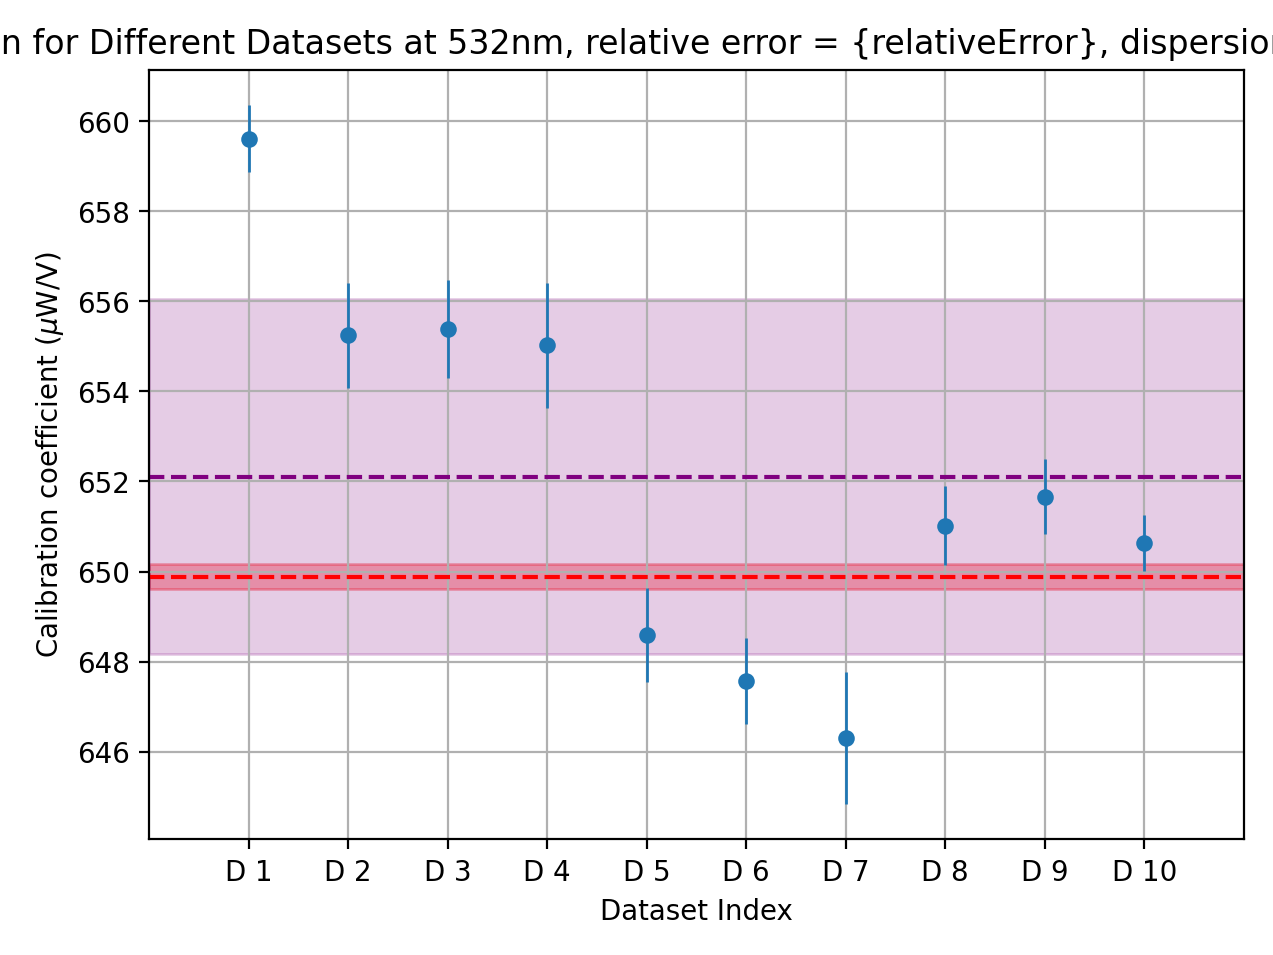 n for Different Datasets at 532nm, relative error = {relativeError}, dispersion
660
658
656
654
652
650
648
646
Calibration coefficient (μW/V)
D 1 D 2 D 3 D 4 D 5 D 6 D 7 D 8 D 9 D 10
Dataset Index